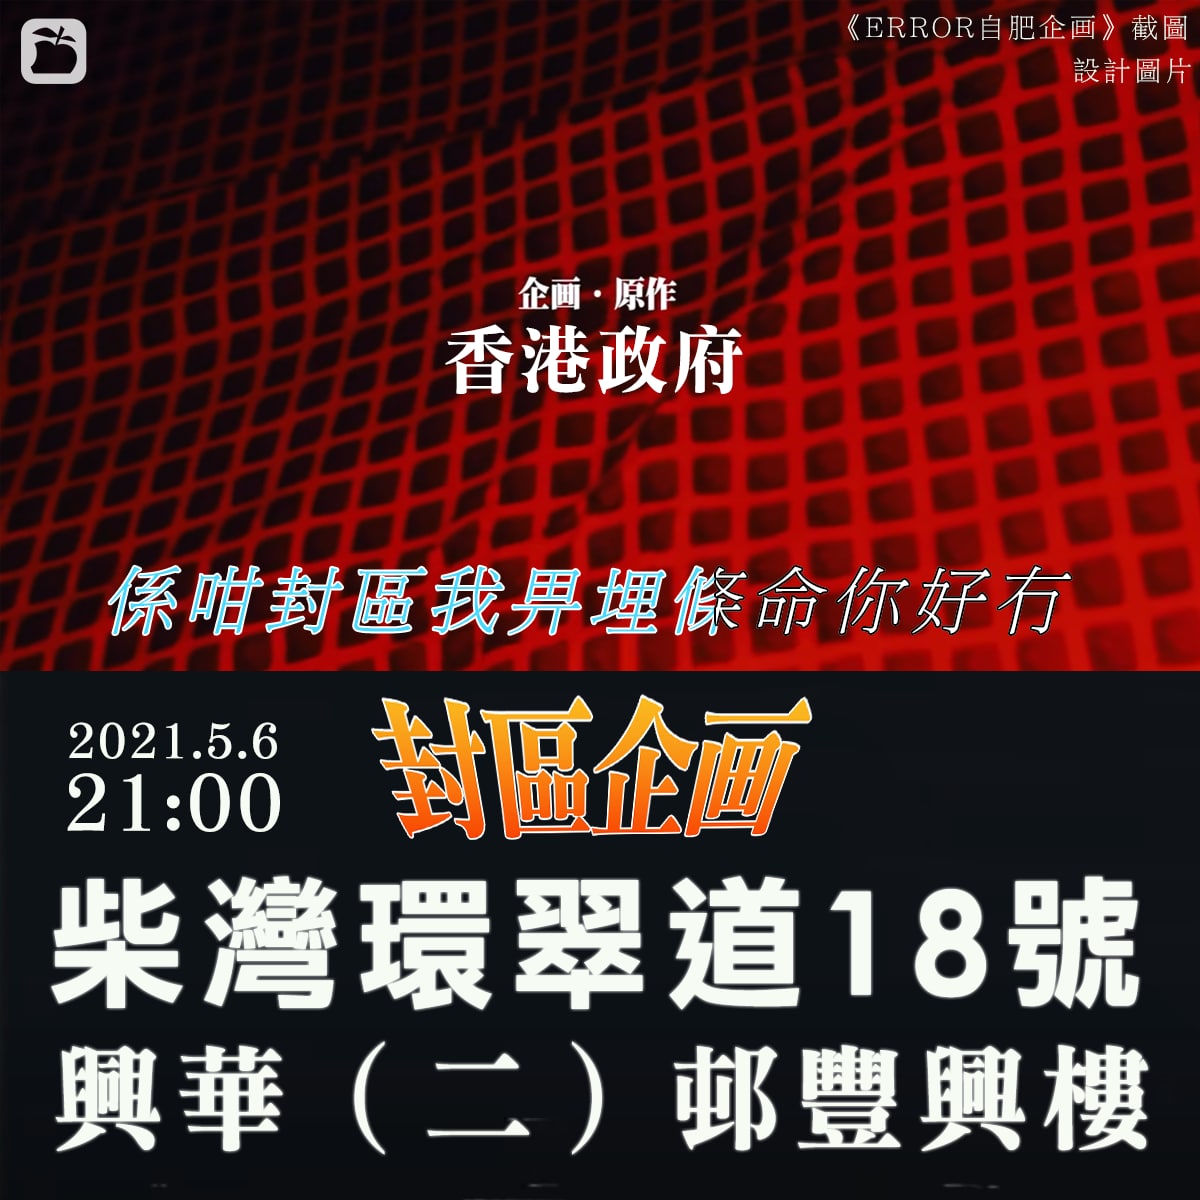 《ERROR自肥企画》截圖
設計圖片
企画·原作
香港政府
係咁封區我畀埋條命你好冇
2021.5.6
21:00
封區企画
柴灣環翠道18號
興華（二）邨豐興樓